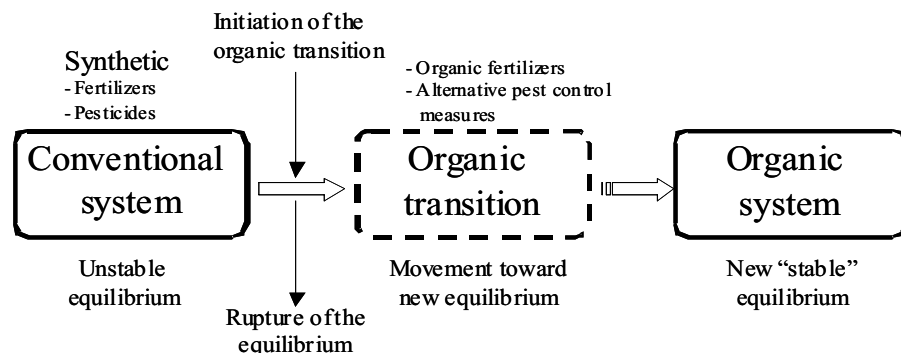 Initiation of the
organic transition
Synthetic
- Fertilizers
- Pesticides
- Organic fertilizers
- Alternative pest control
measures
Conventional
system
Organic
transition
Organic
system
Unstable
equilibrium
Movement toward
new equilibrium
New “stable”
equilibrium
Rupture of the
equilibrium